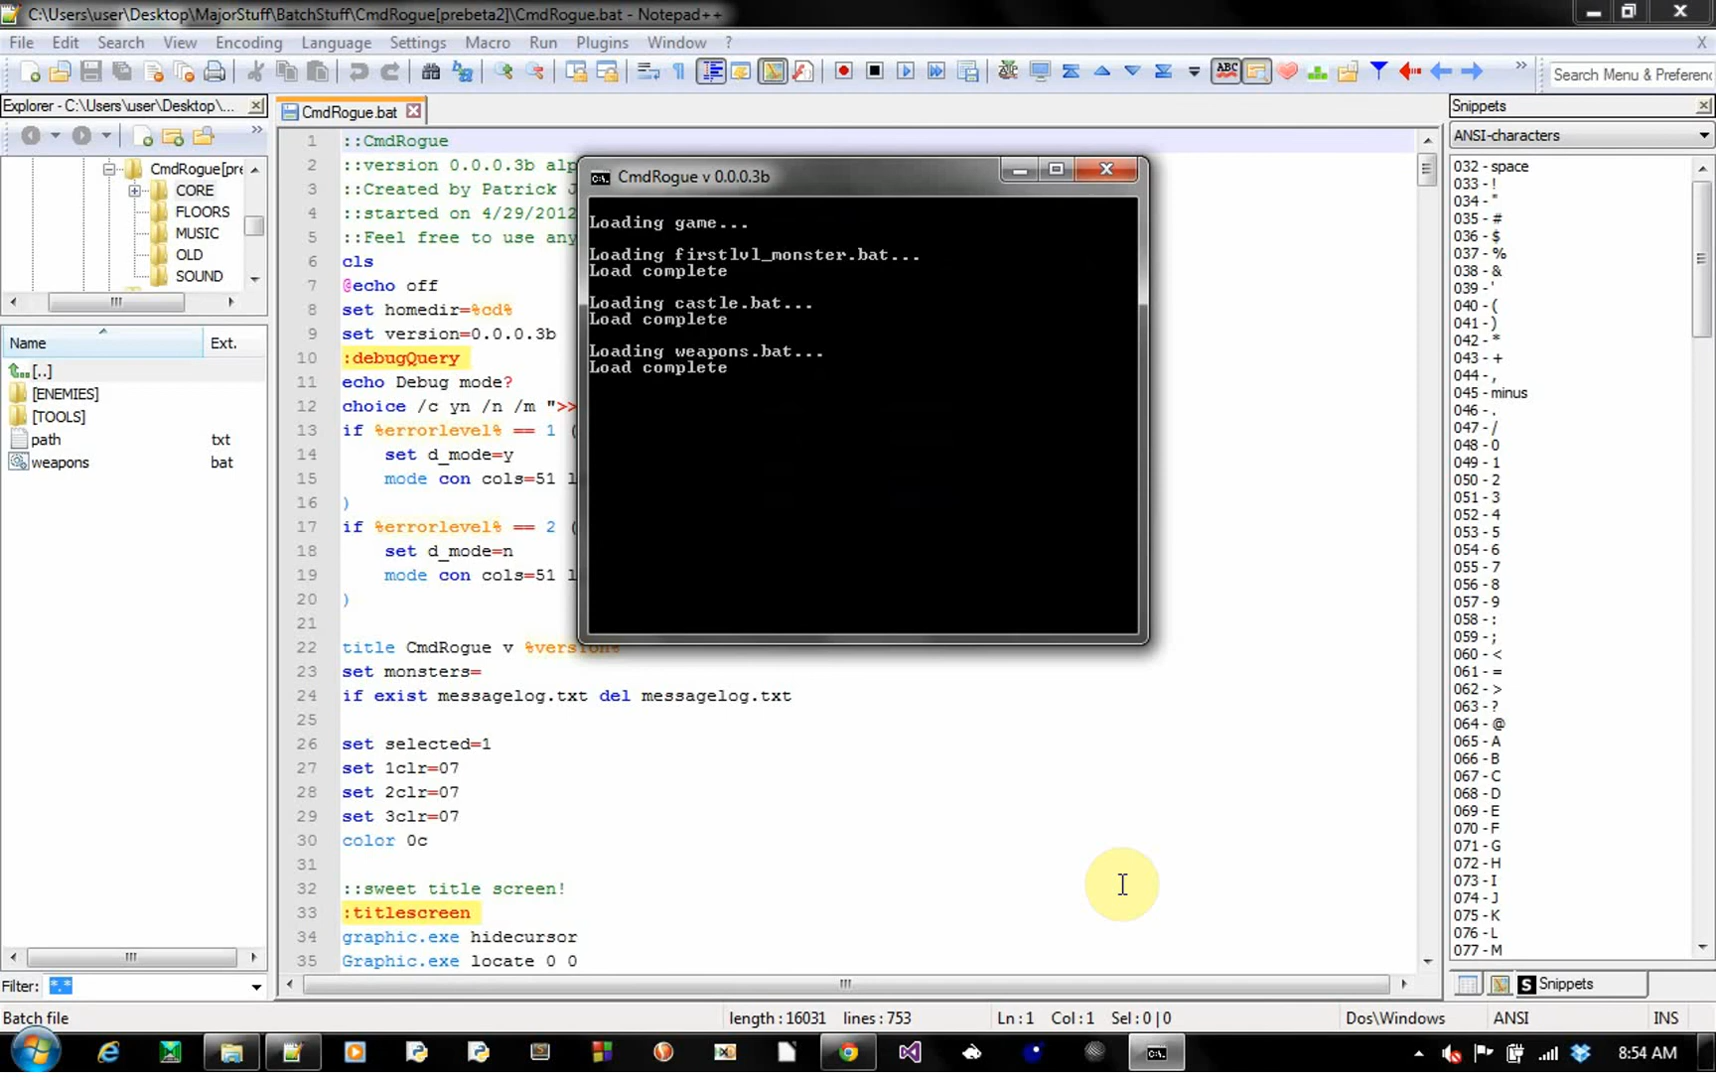 C:\Users\user\Desktop\MajorStuff\BatchStuff\CmdRogue[prebeta2]\CmdRogue.bat - Notepad++
File Edit Search View Encoding Language Settings Macro Run Plugins Window ? X
Search Menu & Preferenc
Explorer - C:\Users\user\Desktop\...
CmdRogue[pre
CORE
FLOORS
MUSIC
OLD
SOUND
Name Ext.
[..]
[ENEMIES]
[TOOLS]
path txt
weapons bat
Filter: *.*
CmdRogue.bat
1 ::CmdRogue
2 ::version 0.0.0.3b alp
3 ::Created by Patrick J
4 ::started on 4/29/2012
5 ::Feel free to use any
6 cls
7 @echo off
8 set homedir=%cd%
9 set version=0.0.0.3b
10 :debugQuery
11 echo Debug mode?
12 choice /c yn /n /m ">>
13 if %errorlevel% == 1 (
14 set d_mode=y
15 mode con cols=51 l
16 )
17 if %errorlevel% == 2 (
18 set d_mode=n
19 mode con cols=51 l
20 )
21
22 title CmdRogue v %version%
23 set monsters=
24 if exist messagelog.txt del messagelog.txt
25
26 set selected=1
27 set 1clr=07
28 set 2clr=07
29 set 3clr=07
30 color 0c
31
32 ::sweet title screen!
33 :titlescreen
34 graphic.exe hidecursor
35 Graphic.exe locate 0 0
C:\. CmdRogue v 0.0.0.3b
Loading game...
Loading firstlvl_monster.bat...
Load complete
Loading castle.bat...
Load complete
Loading weapons.bat...
Load complete
Snippets
ANSI-characters
032 - space
033 - !
034 - "
035 - #
036 - $
037 - %
038 - &
039 - '
040 - (
041 - )
042 - *
043 - +
044 - ,
045 - minus
046 - .
047 - /
048 - 0
049 - 1
050 - 2
051 - 3
052 - 4
053 - 5
054 - 6
055 - 7
056 - 8
057 - 9
058 - :
059 - ;
060 - <
061 - =
062 - >
063 - ?
064 - @
065 - A
066 - B
067 - C
068 - D
069 - E
070 - F
071 - G
072 - H
073 - I
074 - J
075 - K
076 - L
077 - M
S Snippets
Batch file length : 16031 lines : 753 Ln : 1 Col : 1 Sel : 0 | 0 Dos\Windows ANSI INS
8:54 AM